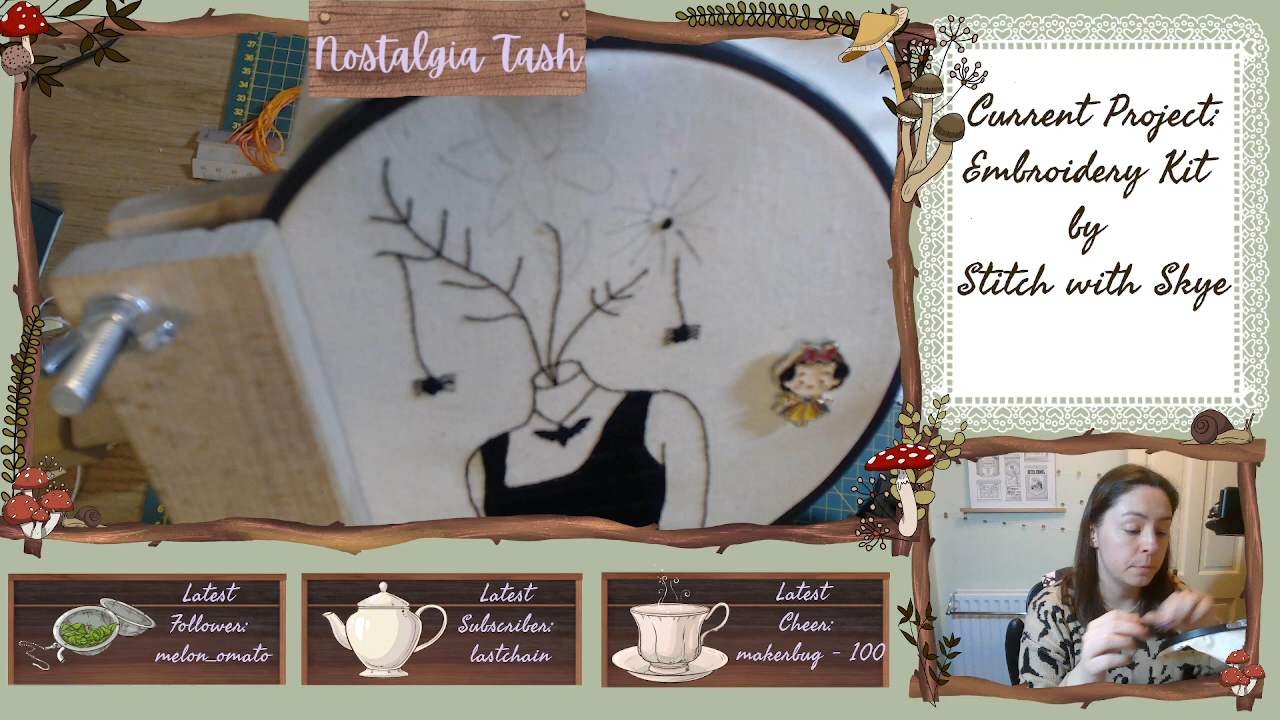 Nostalgia Tash
Current Project:
Embroidery Kit
by
Stitch with Skye
Latest
Follower:
melon_omato
Latest
Subscriber:
lastchain
Latest
Cheer:
makerbug - 100